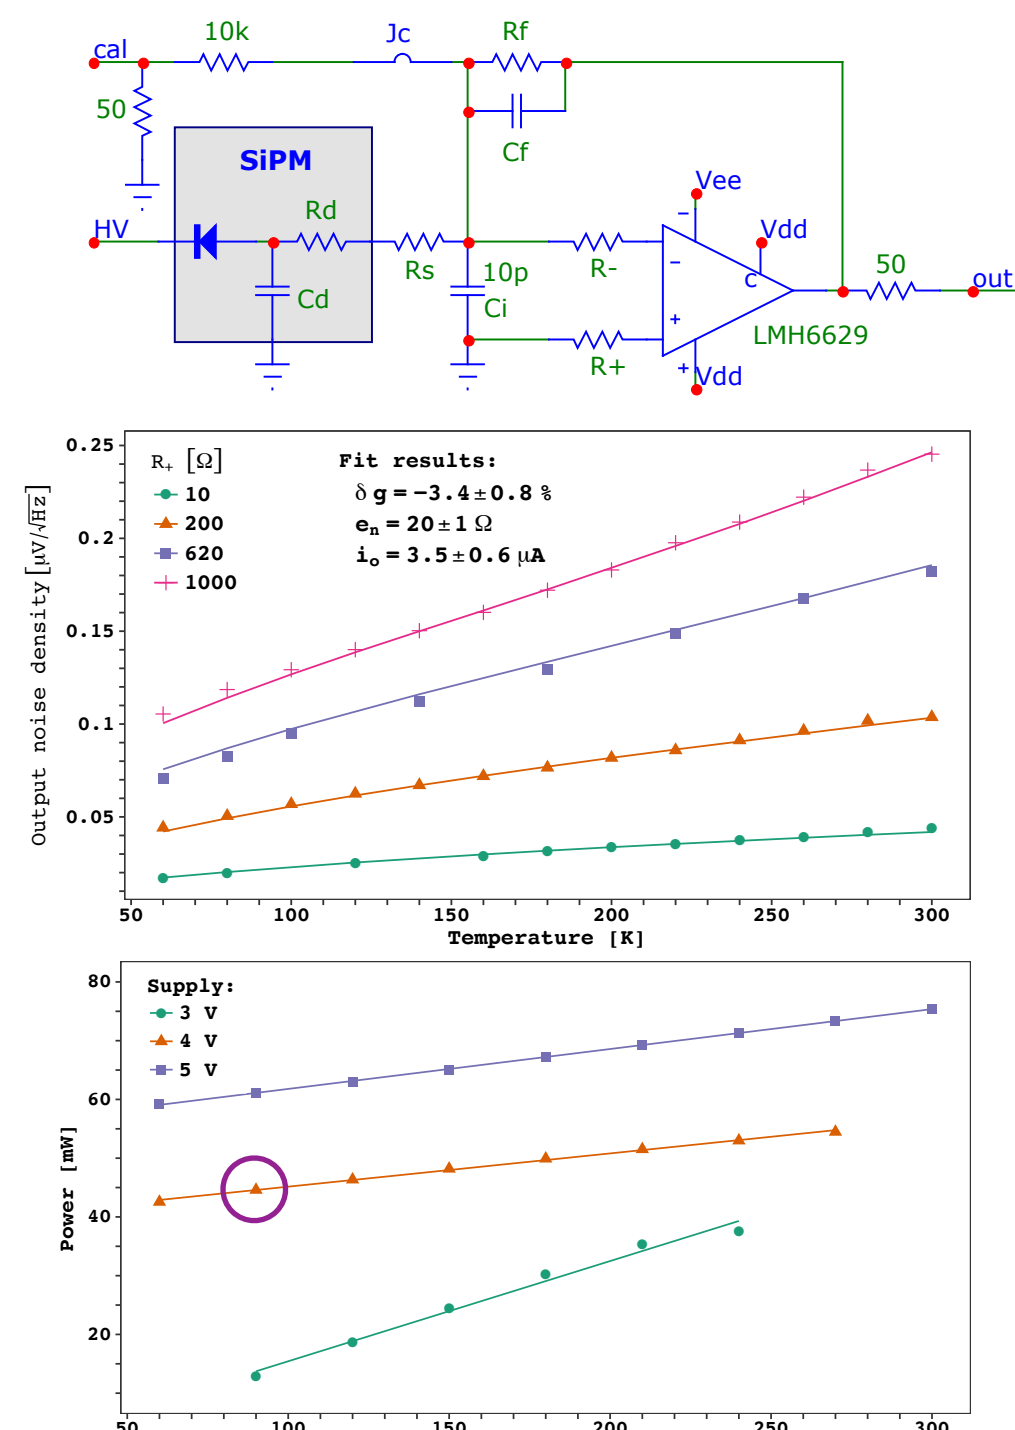 cal
10k
Jc
Rf
50
Cf
SiPM
HV
Rd
Rs
Cd
10p
Ci
R-
R+
Vee
−
Vdd
−
c
+
+
Vdd
LMH6629
50
out
R+ [Ω]
10
200
620
1000
Fit results:
δ g = −3.4 ± 0.8 %
en = 20 ± 1 Ω
io = 3.5 ± 0.6 μA
Output noise density [μV/√Hz]
0.25
0.2
0.15
0.1
0.05
50 100 150 200 250 300
Temperature [K]
Supply:
3 V
4 V
5 V
Power [mW]
80
60
40
20
50 100 150 200 250 300